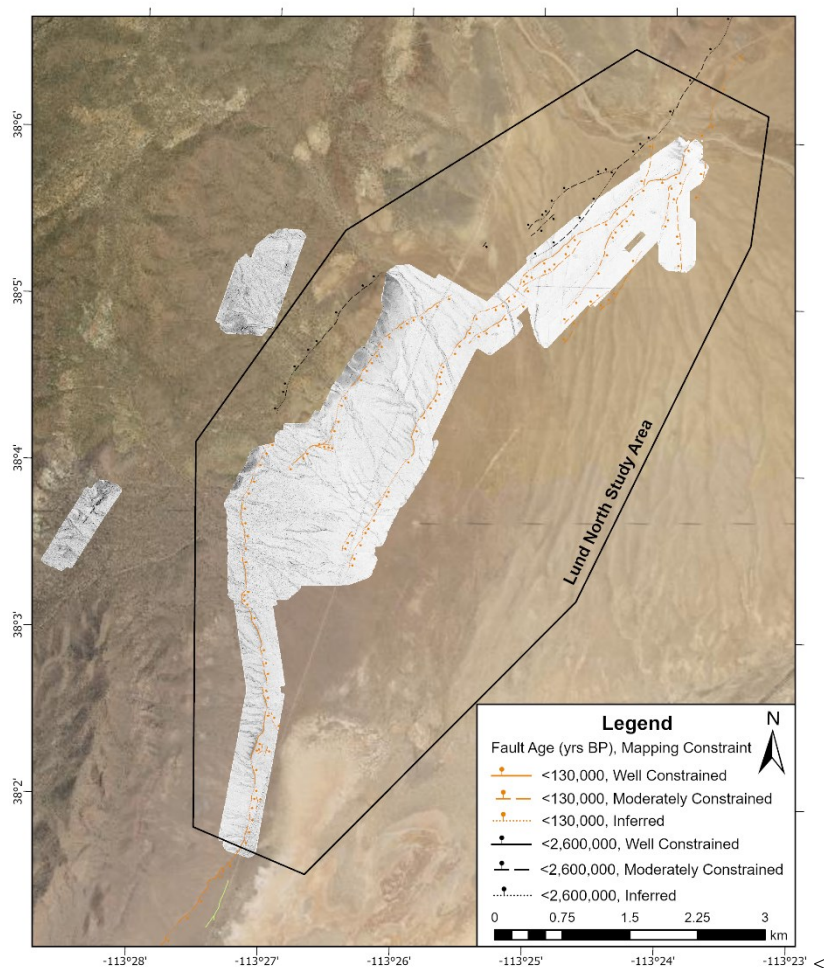 38°6'
38°5'
38°4'
38°3'
38°2'
Lund North Study Area
Legend
N
Fault Age (yrs BP), Mapping Constraint
<130,000, Well Constrained
<130,000, Moderately Constrained
<130,000, Inferred
<2,600,000, Well Constrained
<2,600,000, Moderately Constrained
<2,600,000, Inferred
0 0.75 1.5 2.25 3
km
-113°28' -113°27' -113°26' -113°25' -113°24' -113°23' <